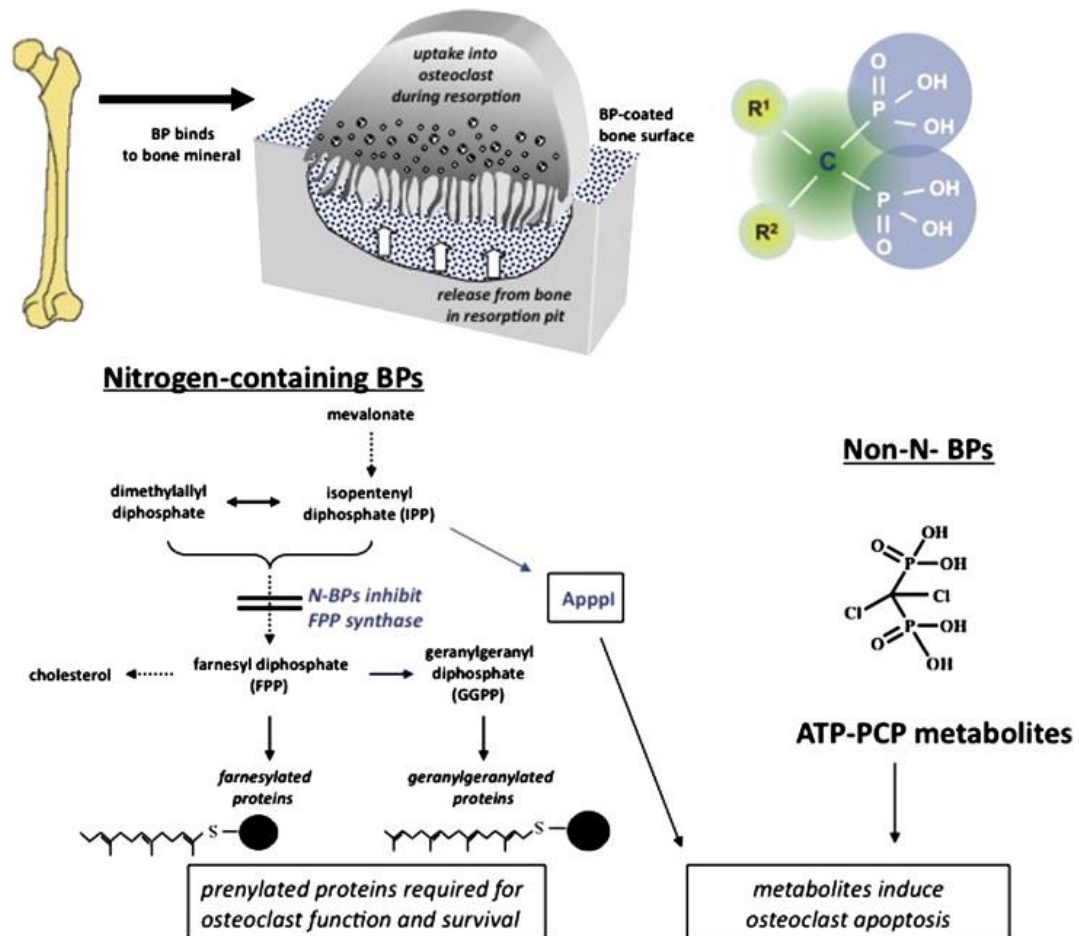 uptake into
osteoclast
during resorption
BP binds
to bone mineral
BP-coated
bone surface
release from bone
in resorption pit
R¹
R²
C
O
P
OH
OH
P
OH
OH
O
Nitrogen-containing BPs
mevalonate
dimethylallyl
diphosphate
isopentenyl
diphosphate (IPP)
N-BPs inhibit
FPP synthase
ApppI
cholesterol
farnesyl diphosphate
(FPP)
geranylgeranyl
diphosphate
(GGPP)
farnesylated
proteins
geranylgeranylated
proteins
S
S
prenylated proteins required for
osteoclast function and survival
Non-N- BPs
O
P
OH
OH
Cl
Cl
O
P
OH
OH
ATP-PCP metabolites
metabolites induce
osteoclast apoptosis